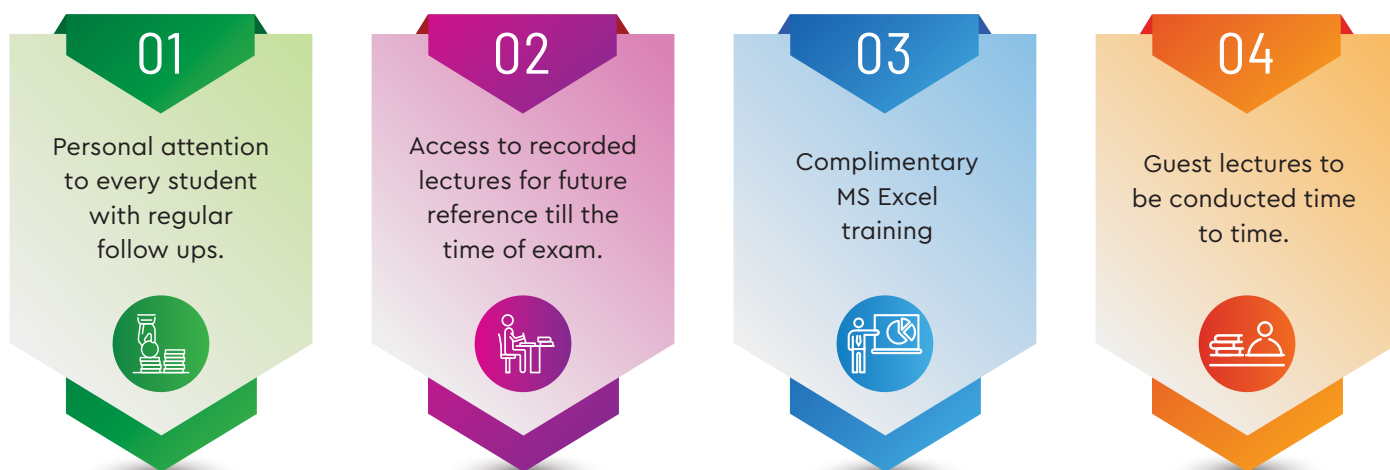 01
Personal attention
to every student
with regular
follow ups.
02
Access to recorded
lectures for future
reference till the
time of exam.
03
Complimentary
MS Excel
training
04
Guest lectures to
be conducted time
to time.